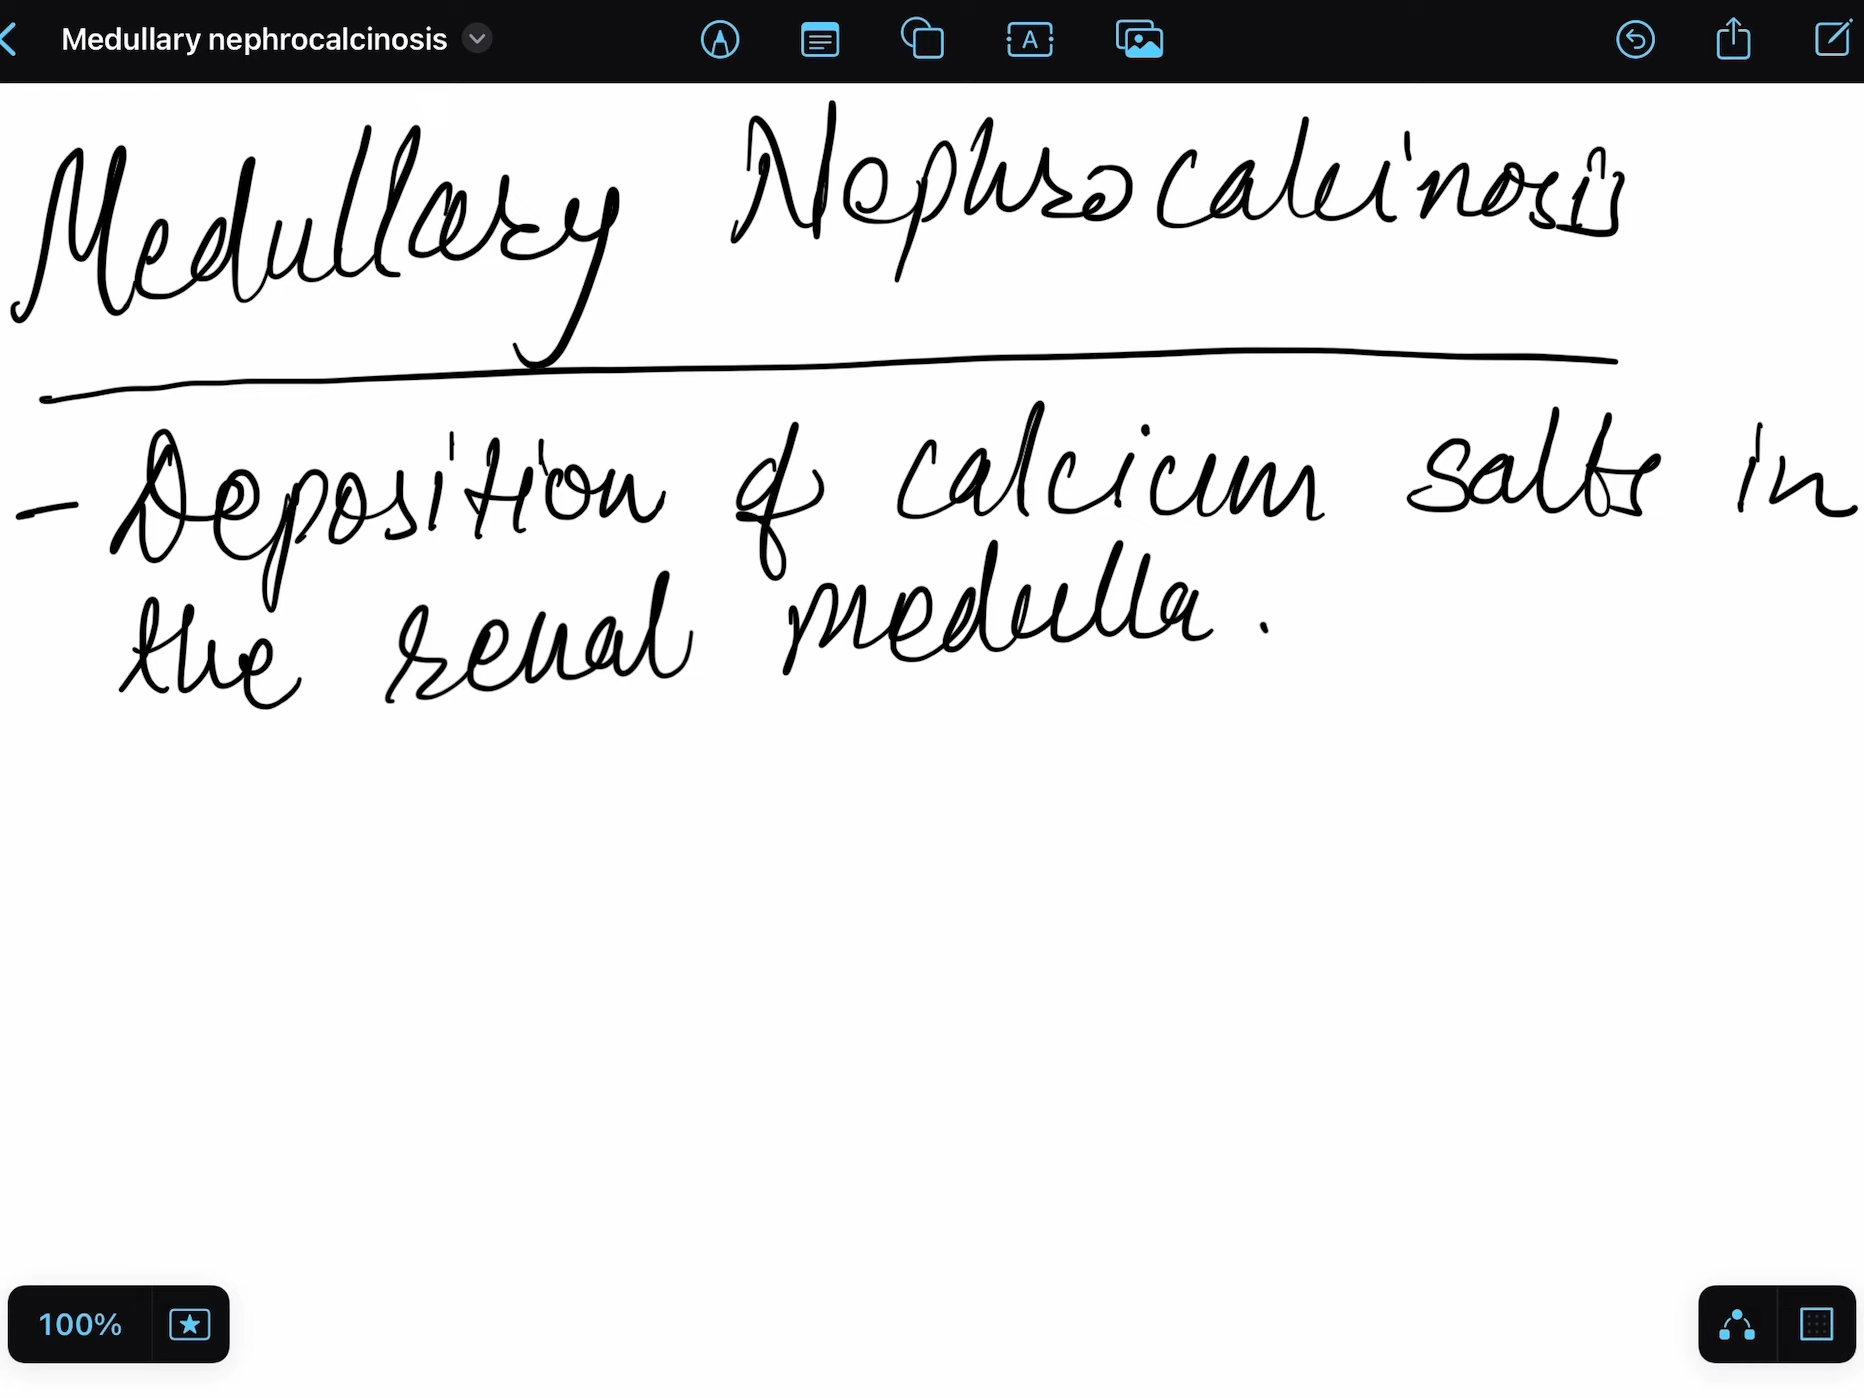 Medullary nephrocalcinosis
Medullary Nephrocalcinosis
- Deposition of calcium salts in
the renal medulla.
100%